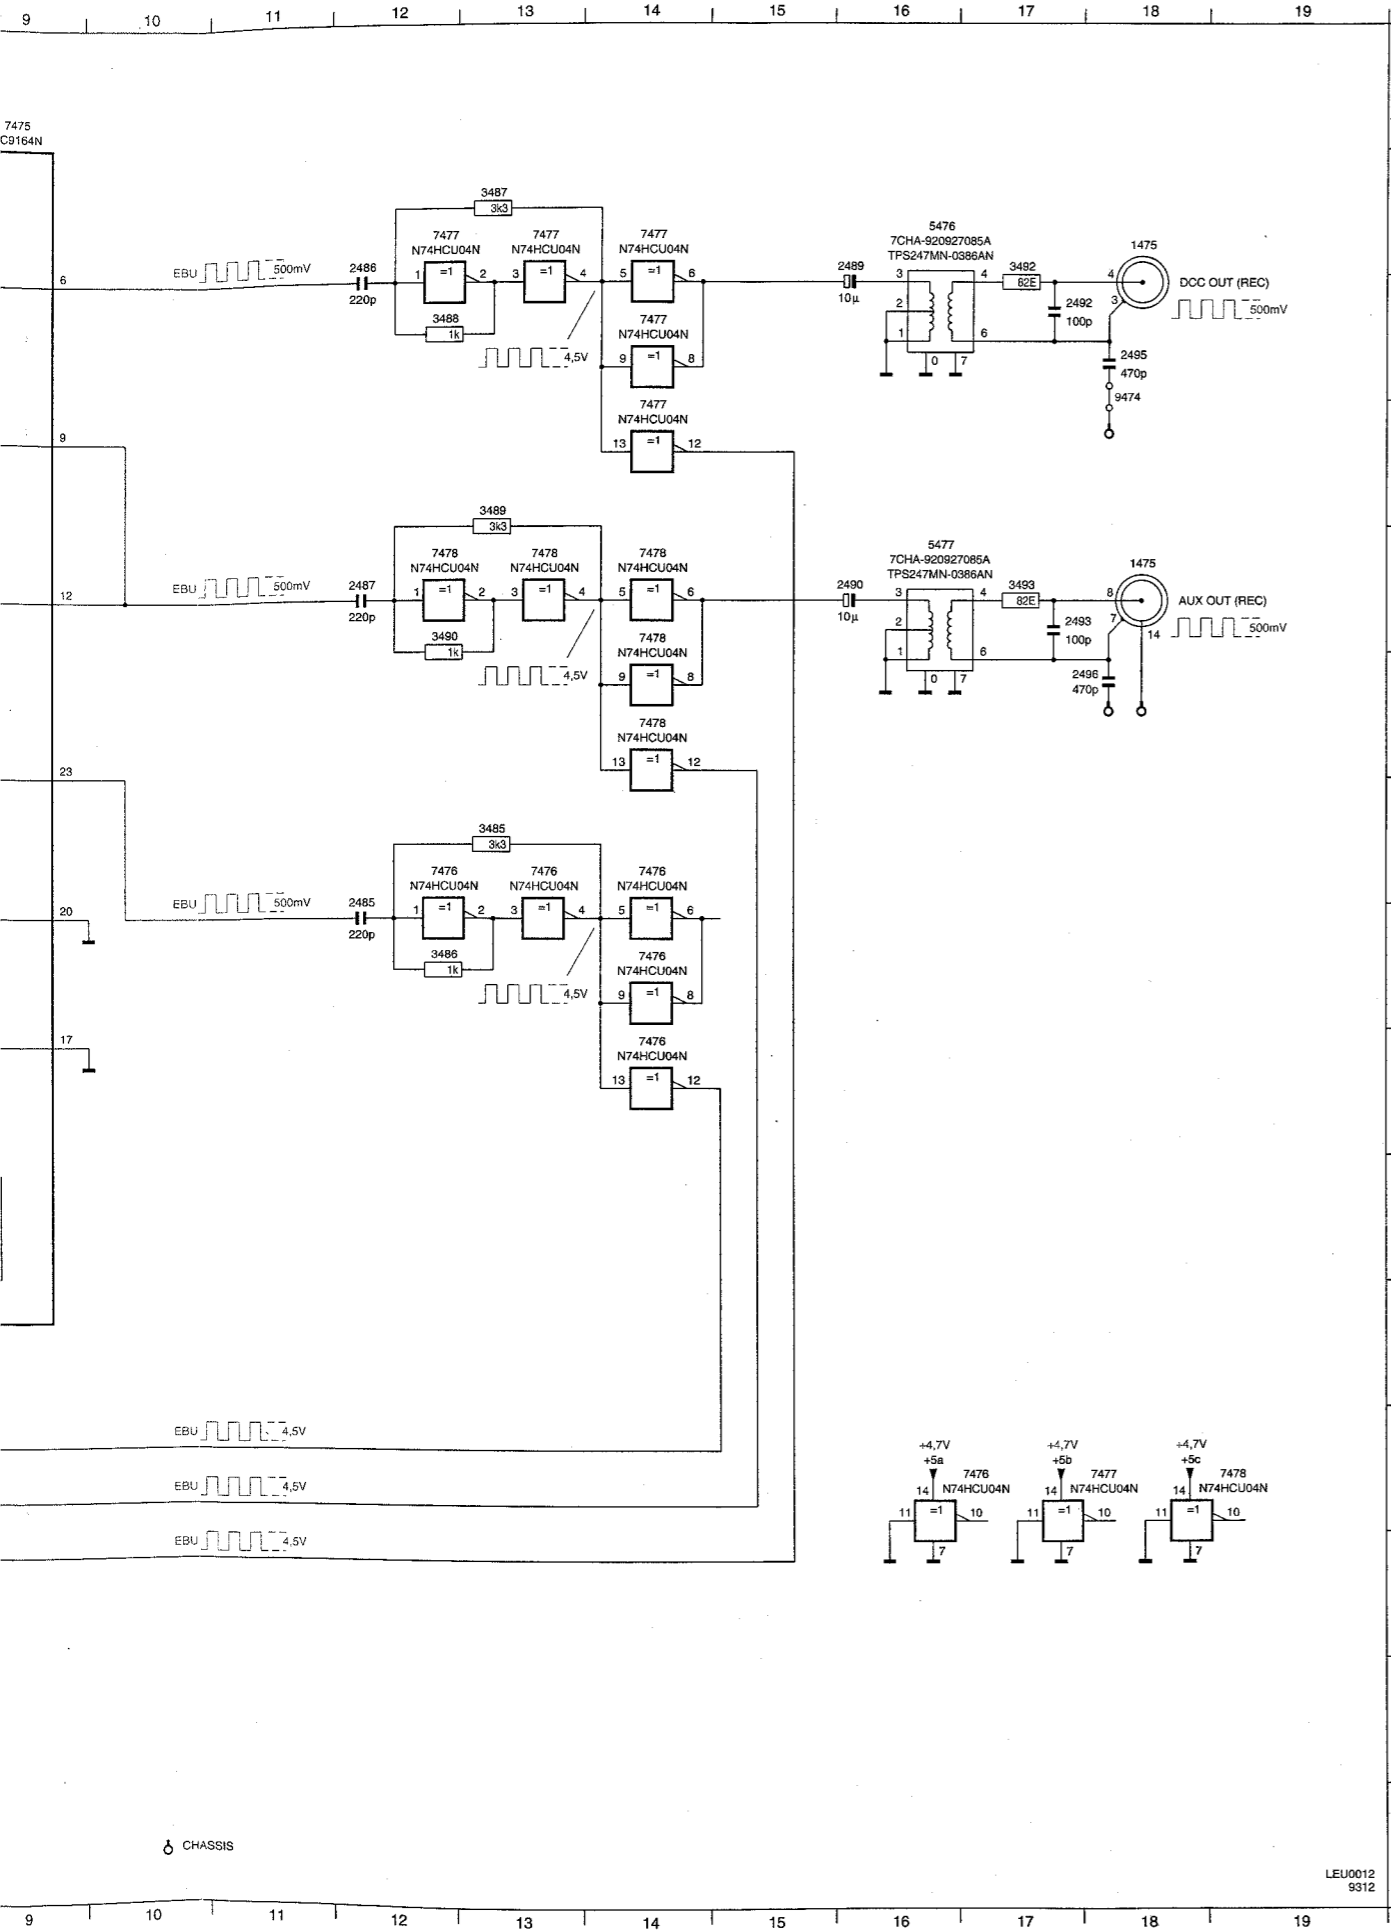 9 10 11 12 13 14 15 16 17 18 19
7475
C9164N
3487
3k3
7477 7477 7477
N74HCU04N N74HCU04N N74HCU04N
6 EBU 500mV 2486 1 =1 2 3 =1 4 5 =1 6
220p
3488
1k
4,5V
7477
N74HCU04N
9 =1 8
7477
N74HCU04N
13 =1 12
2489
10µ
5476
7CHA-920927085A
TPS247MN-0386AN
3 4
2
1 6
0 7
3492
82E
2492
100p
1475
4
3
DCC OUT (REC)
500mV
2495
470p
9474
9
3489
3k3
7478 7478 7478
N74HCU04N N74HCU04N N74HCU04N
12 EBU 500mV 2487 1 =1 2 3 =1 4 5 =1 6
220p
3490
1k
4,5V
7478
N74HCU04N
9 =1 8
7478
N74HCU04N
13 =1 12
2490
10µ
5477
7CHA-920927085A
TPS247MN-0386AN
3 4
2
1 6
0 7
3493
82E
2493
100p
1475
8
7
14
AUX OUT (REC)
500mV
2496
470p
23
3485
3k3
7476 7476 7476
N74HCU04N N74HCU04N N74HCU04N
20 EBU 500mV 2485 1 =1 2 3 =1 4 5 =1 6
220p
3486
1k
4,5V
7476
N74HCU04N
9 =1 8
17
7476
N74HCU04N
13 =1 12
EBU 4,5V
EBU 4,5V
EBU 4,5V
+4,7V +4,7V +4,7V
+5a +5b +5c
7476 7477 7478
14 N74HCU04N 14 N74HCU04N 14 N74HCU04N
11 =1 10 11 =1 10 11 =1 10
7 7 7
CHASSIS
LEU0012
9312
9 10 11 12 13 14 15 16 17 18 19